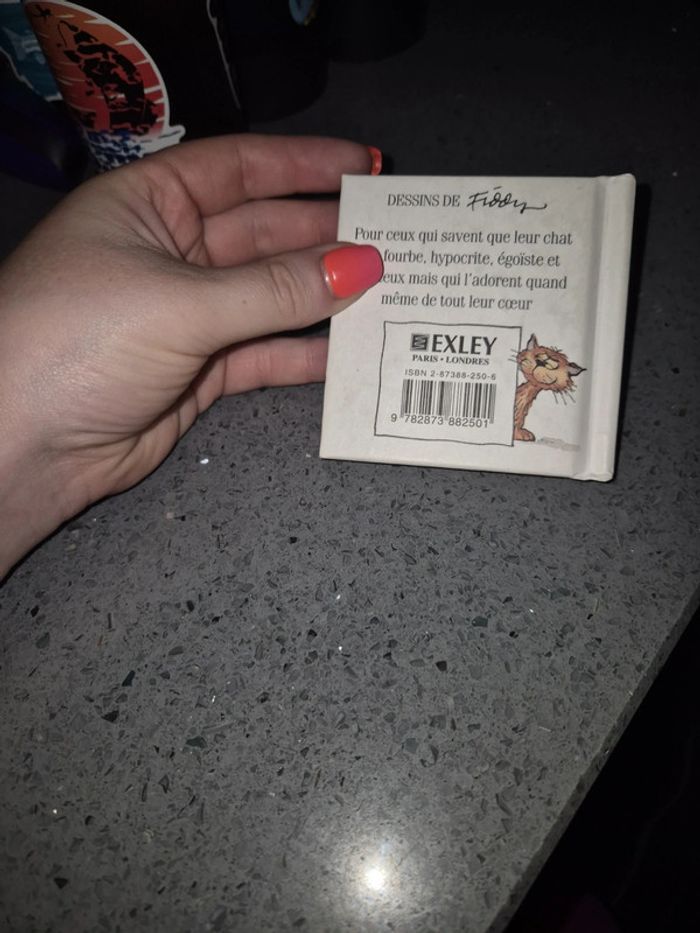 DESSINS DE Fiddy
Pour ceux qui savent que leur chat
fourbe, hypocrite, égoïste et
mais qui l'adorent quand
même de tout leur cœur
EXLEY
PARIS • LONDRES
ISBN 2-87388-250-6
9 782873 882501